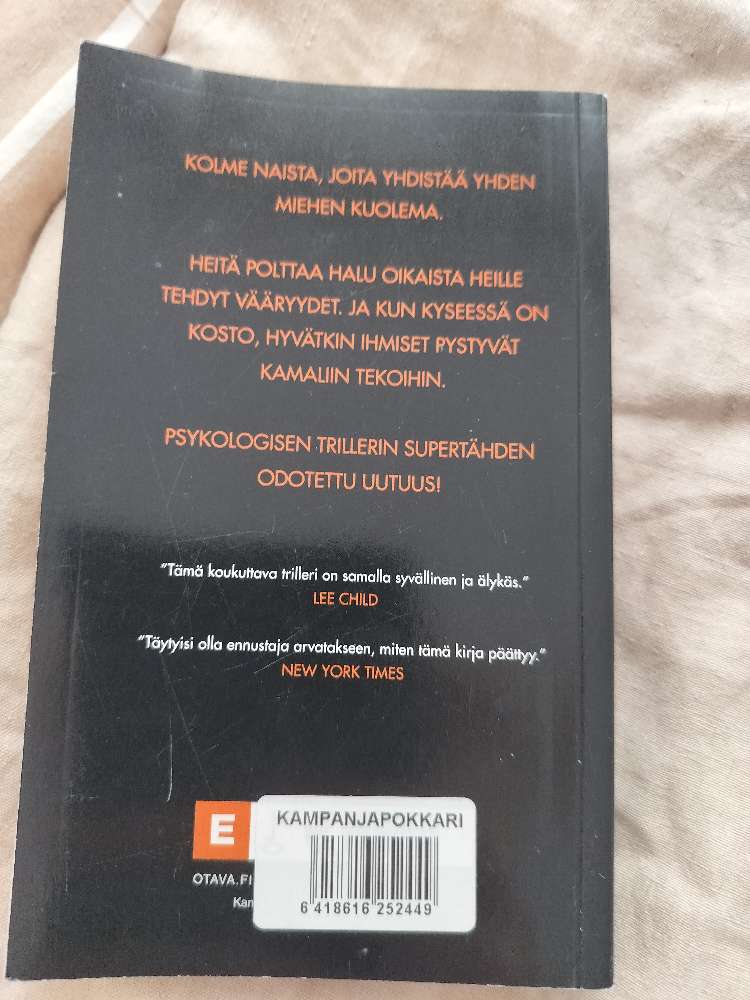 KOLME NAISTA, JOITA YHDISTÄÄ YHDEN
MIEHEN KUOLEMA.
HEITÄ POLTTAA HALU OIKAISTA HEILLE
TEHDYT VÄÄRYYDET. JA KUN KYSEESSÄ ON
KOSTO, HYVÄTKIN IHMISET PYSTYVÄT
KAMALIIN TEKOIHIN.
PSYKOLOGISEN TRILLERIN SUPERTÄHDEN
ODOTETTU UUTUUS!
"Tämä koukuttava trilleri on samalla syvällinen ja älykäs."
LEE CHILD
"Täytyisi olla ennustaja arvatakseen, miten tämä kirja päättyy."
NEW YORK TIMES
E
KAMPANJAPOKKARI
OTAVA.FI
6 418616 252449